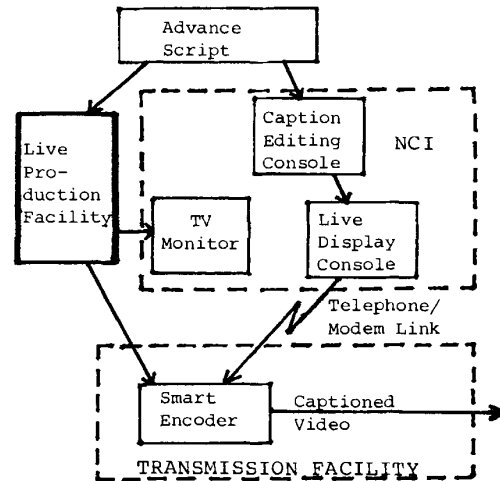 Advance
Script
Caption
Editing
Console
NCI
Live
Pro-
duction
Facility
TV
Monitor
Live
Display
Console
Telephone/
Modem Link
Smart
Encoder
Captioned
Video
TRANSMISSION FACILITY